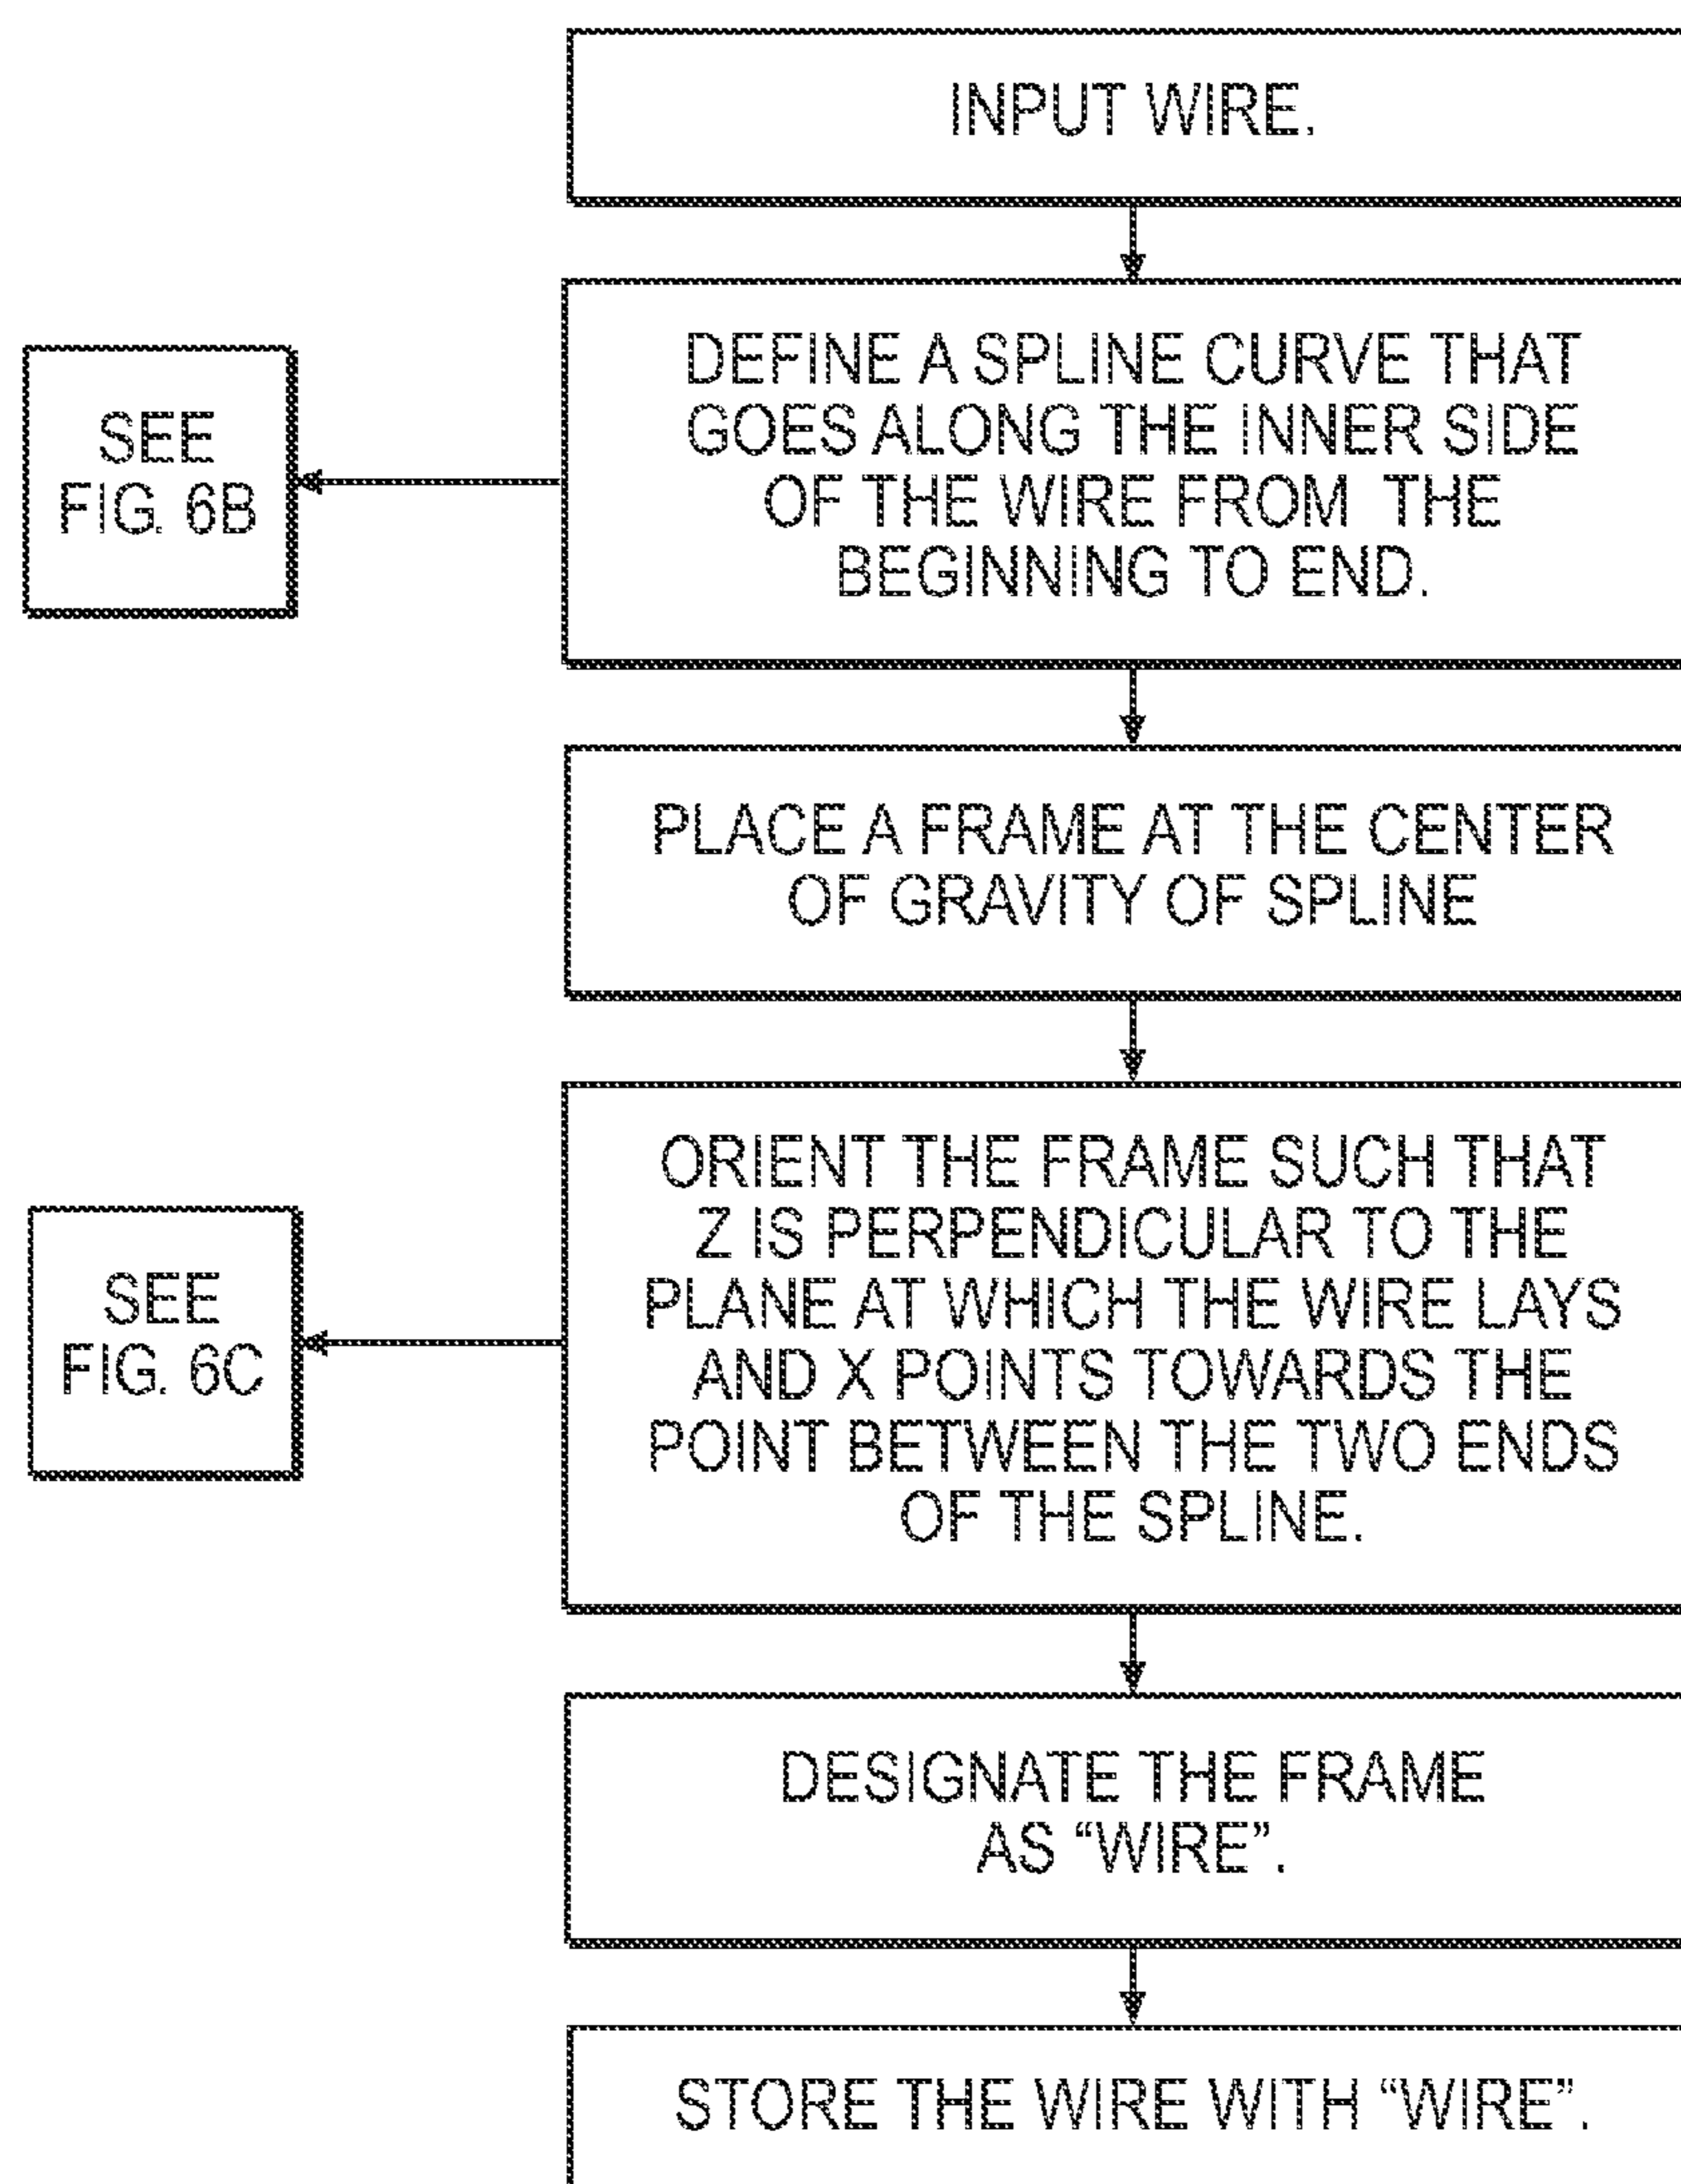 INPUT WIRE.
DEFINE A SPLINE CURVE THAT
GOES ALONG THE INNER SIDE
OF THE WIRE FROM THE
BEGINNING TO END.
SEE
FIG. 6B
PLACE A FRAME AT THE CENTER
OF GRAVITY OF SPLINE
ORIENT THE FRAME SUCH THAT
Z IS PERPENDICULAR TO THE
PLANE AT WHICH THE WIRE LAYS
AND X POINTS TOWARDS THE
POINT BETWEEN THE TWO ENDS
OF THE SPLINE.
SEE
FIG. 6C
DESIGNATE THE FRAME
AS “WIRE”.
STORE THE WIRE WITH “WIRE”.